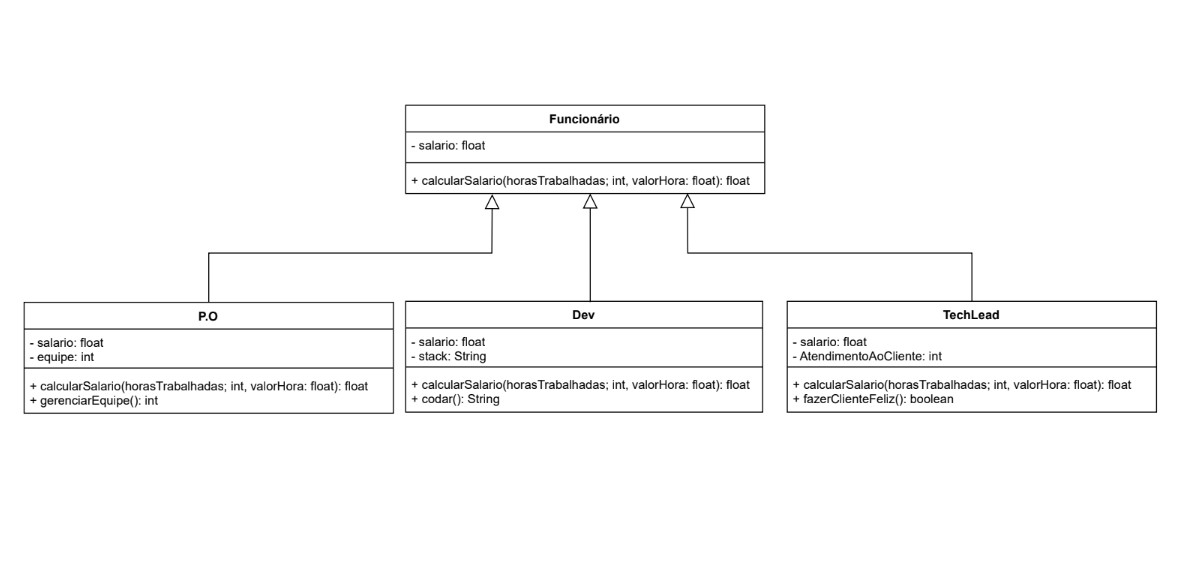 Funcionário
- salario: float
+ calcularSalario(horasTrabalhadas; int, valorHora: float): float
P.O
- salario: float
- equipe: int
+ calcularSalario(horasTrabalhadas; int, valorHora: float): float
+ gerenciarEquipe(): int
Dev
- salario: float
- stack: String
+ calcularSalario(horasTrabalhadas; int, valorHora: float): float
+ codar(): String
TechLead
- salario: float
- AtendimentoAoCliente: int
+ calcularSalario(horasTrabalhadas; int, valorHora: float): float
+ fazerClienteFeliz(): boolean